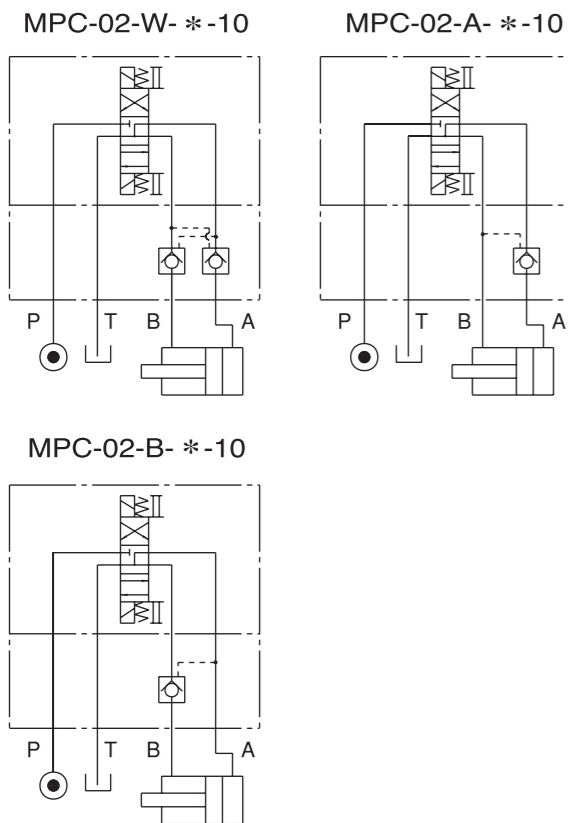 MPC-02-W- ＊-10
MPC-02-A- ＊-10
P T B A
P T B A
MPC-02-B- ＊-10
P T B A